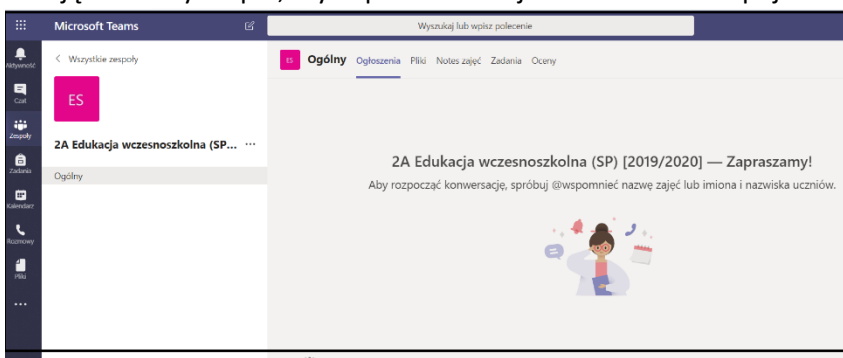 Microsoft Teams
Wyszukaj lub wpisz polecenie
Aktywność
Czat
Zespoły
Zadania
Kalendarz
Rozmowy
Pliki
...
< Wszystkie zespoły
ES
2A Edukacja wczesnoszkolna (SP... ...
Ogólny
ES Ogólny Ogłoszenia Pliki Notes zajęć Zadania Oceny
2A Edukacja wczesnoszkolna (SP) [2019/2020] — Zapraszamy!
Aby rozpocząć konwersację, spróbuj @wspomnieć nazwę zajęć lub imiona i nazwiska uczniów.